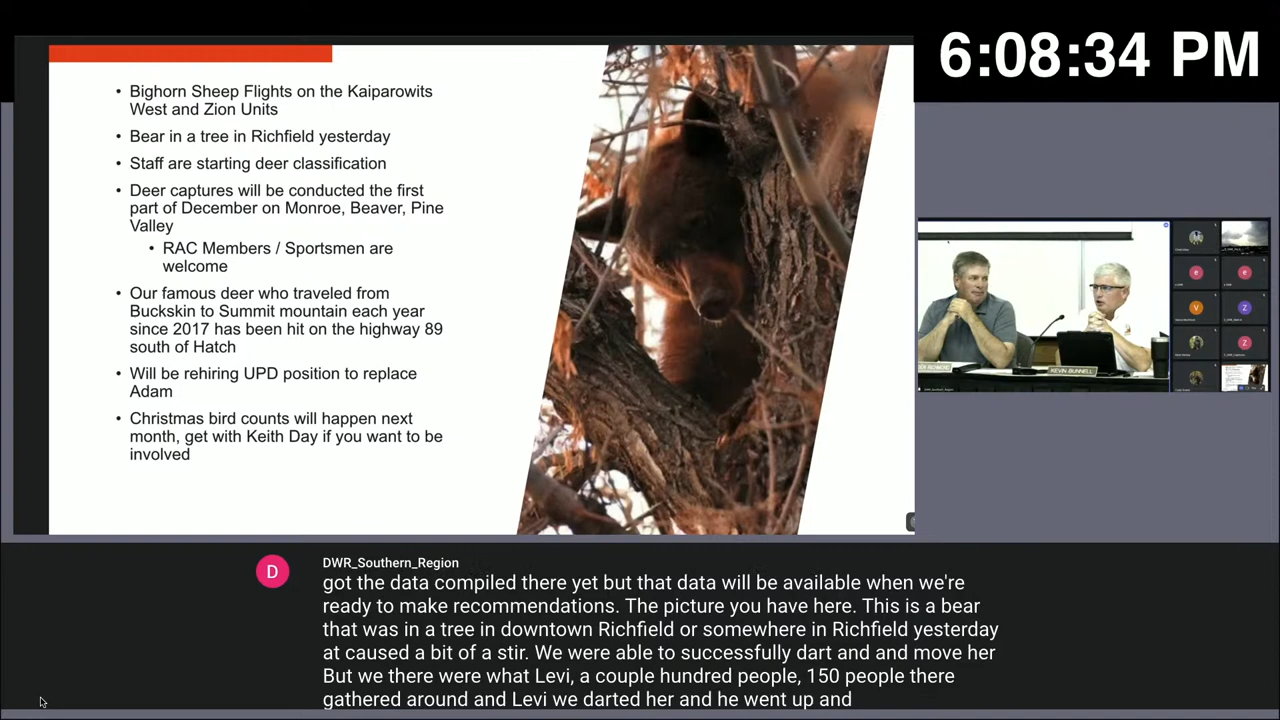 6:08:34 PM
• Bighorn Sheep Flights on the Kaiparowits
West and Zion Units
• Bear in a tree in Richfield yesterday
• Staff are starting deer classification
• Deer captures will be conducted the first
part of December on Monroe, Beaver, Pine
Valley
• RAC Members / Sportsmen are
welcome
• Our famous deer who traveled from
Buckskin to Summit mountain each year
since 2017 has been hit on the highway 89
south of Hatch
• Will be rehiring UPD position to replace
Adam
• Christmas bird counts will happen next
month, get with Keith Day if you want to be
involved
KEVIN BUNNELL
e
e
V
Z
Z
D
DWR_Southern_Region
got the data compiled there yet but that data will be available when we're
ready to make recommendations. The picture you have here. This is a bear
that was in a tree in downtown Richfield or somewhere in Richfield yesterday
at caused a bit of a stir. We were able to successfully dart and and move her
But we there were what Levi, a couple hundred people, 150 people there
gathered around and Levi we darted her and he went up and